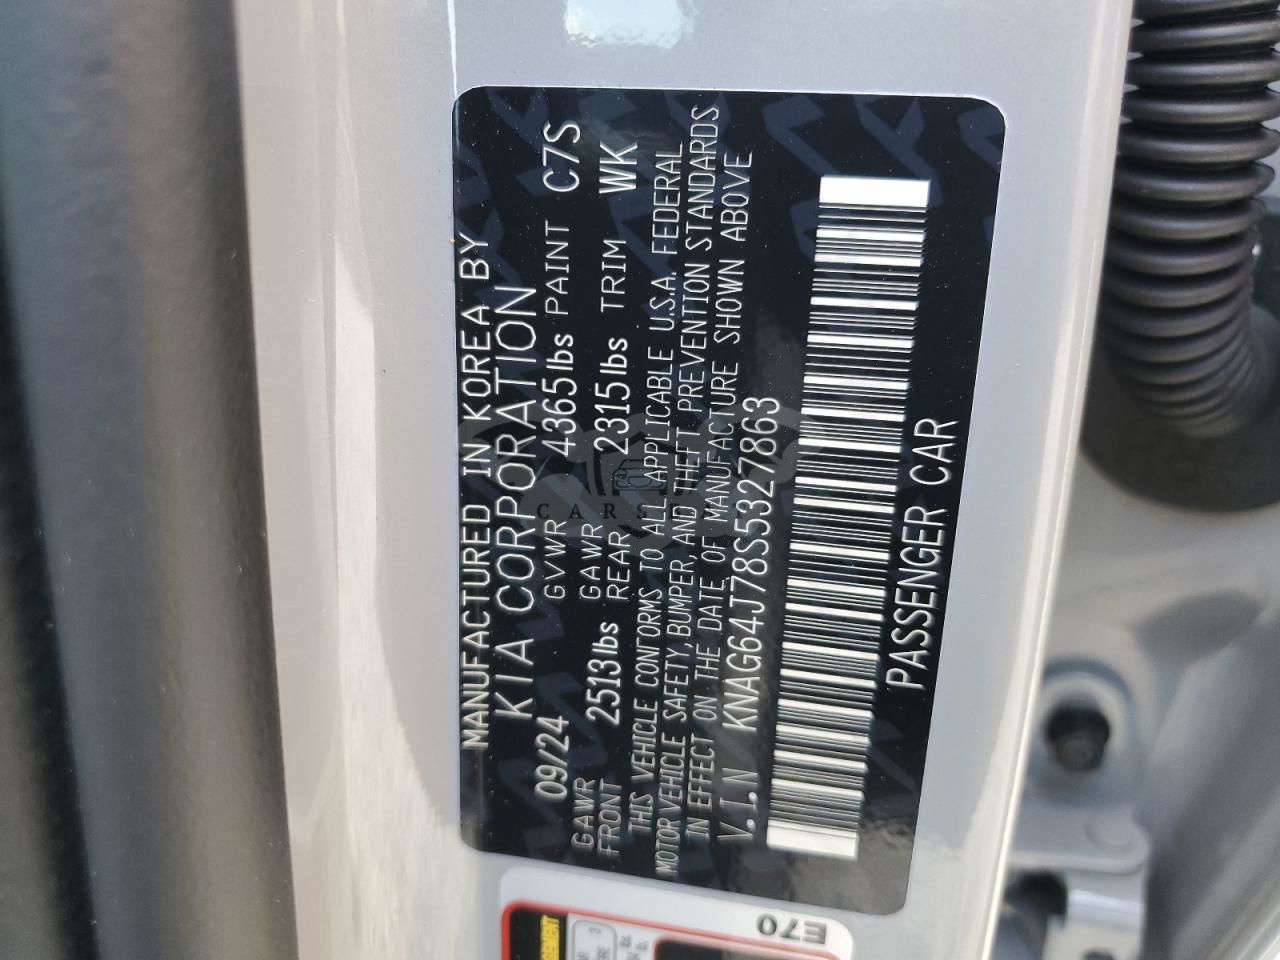 MANUFACTURED IN KOREA BY
KIA CORPORATION
09/24 GVWR 4365lbs PAINT C7S
GAWR FRONT 2513lbs GAWR REAR 2315lbs TRIM WK
THIS VEHICLE CONFORMS TO ALL APPLICABLE U.S.A. FEDERAL
MOTOR VEHICLE SAFETY, BUMPER, AND THEFT PREVENTION STANDARDS
IN EFFECT ON THE DATE OF MANUFACTURE SHOWN ABOVE
V.I.N KNAG64J78S5327863
PASSENGER CAR
E70